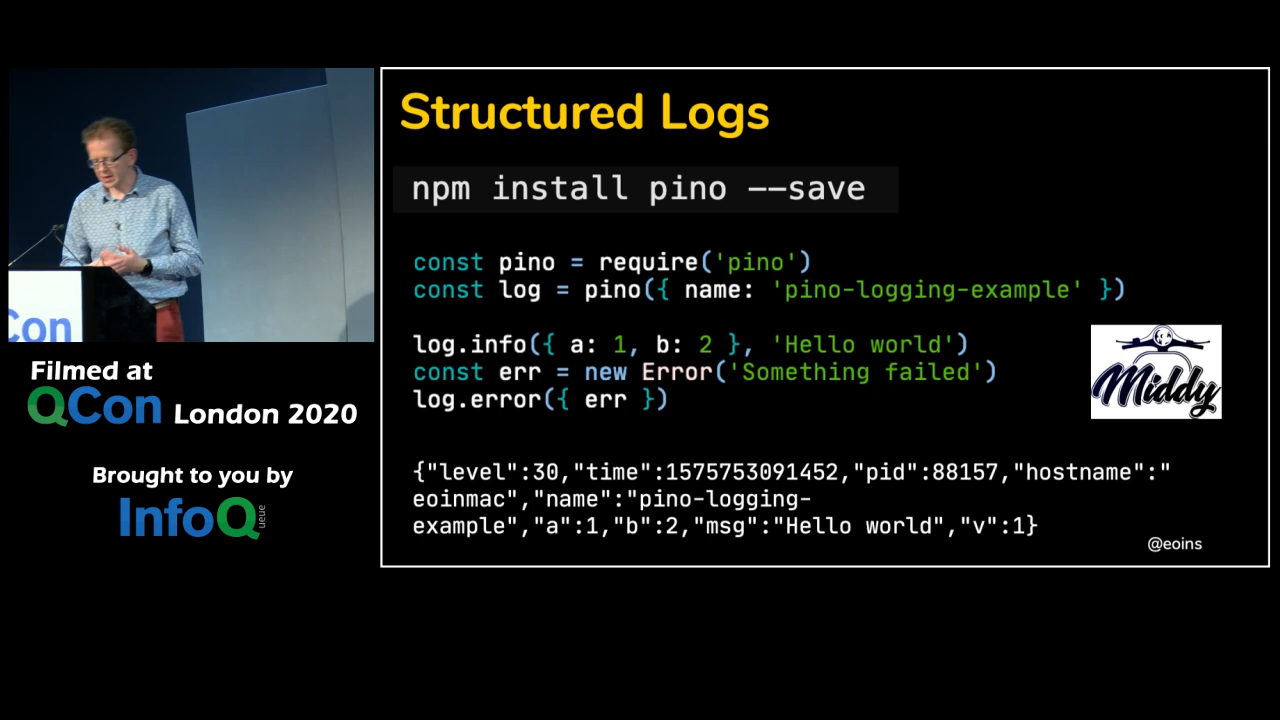 Structured Logs
npm install pino --save
const pino = require('pino')
const log = pino({ name: 'pino-logging-example' })
log.info({ a: 1, b: 2 }, 'Hello world')
const err = new Error('Something failed')
log.error({ err })
Middy
{"level":30,"time":1575753091452,"pid":88157,"hostname":"
eoinmac","name":"pino-logging-
example","a":1,"b":2,"msg":"Hello world","v":1}
@eoins
Con
Filmed at
QCon London 2020
Brought to you by
InfoQueue